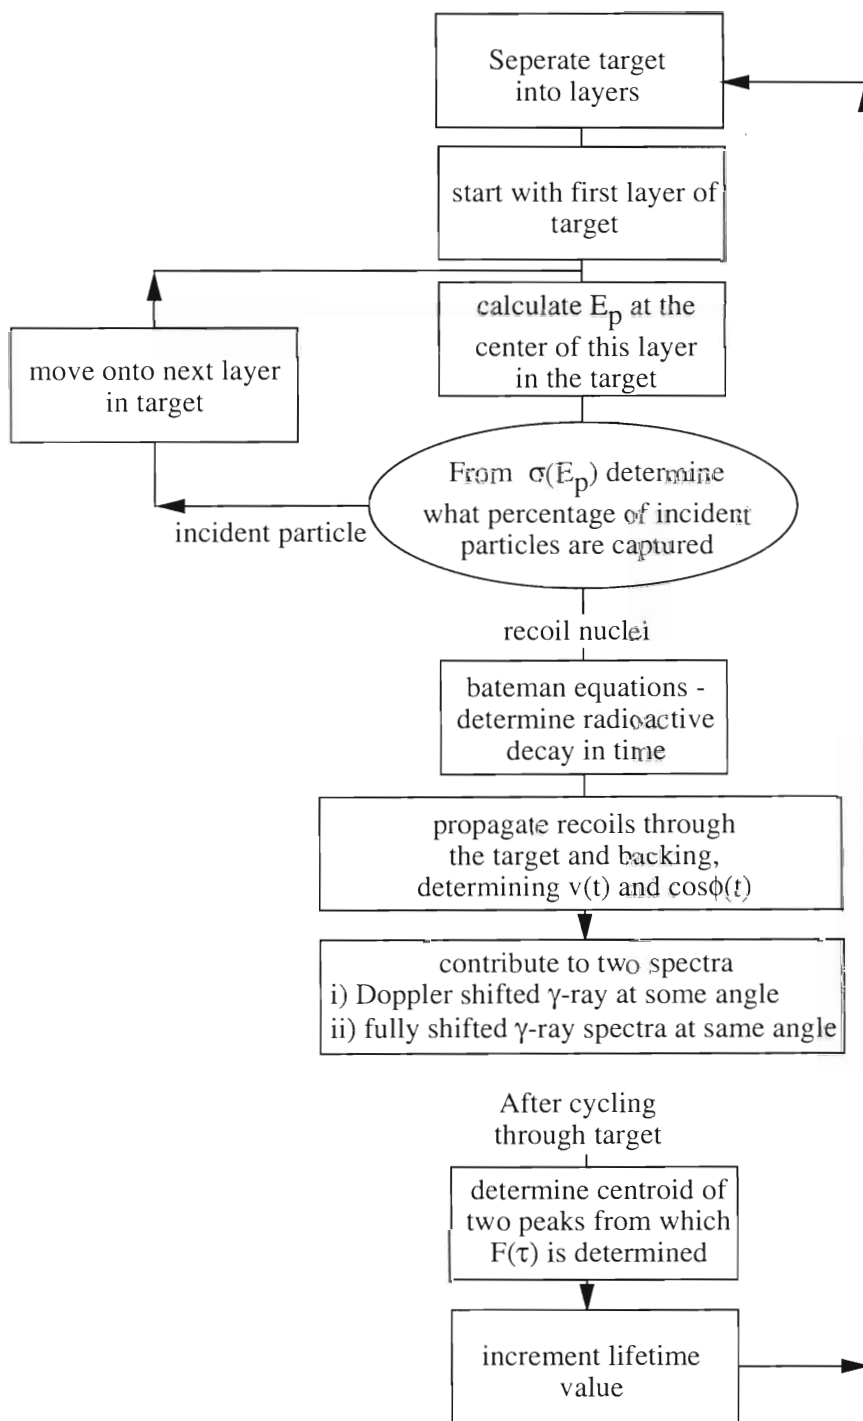 Seperate target
into layers
start with first layer of
target
calculate E_p at the
center of this layer
in the target
move onto next layer
in target
From σ(E_p) determine
what percentage of incident
particles are captured
incident particle
recoil nuclei
bateman equations -
determine radioactive
decay in time
propagate recoils through
the target and backing,
determining v(t) and cosϕ(t)
contribute to two spectra
i) Doppler shifted γ-ray at some angle
ii) fully shifted γ-ray spectra at same angle
After cycling
through target
determine centroid of
two peaks from which
F(τ) is determined
increment lifetime
value